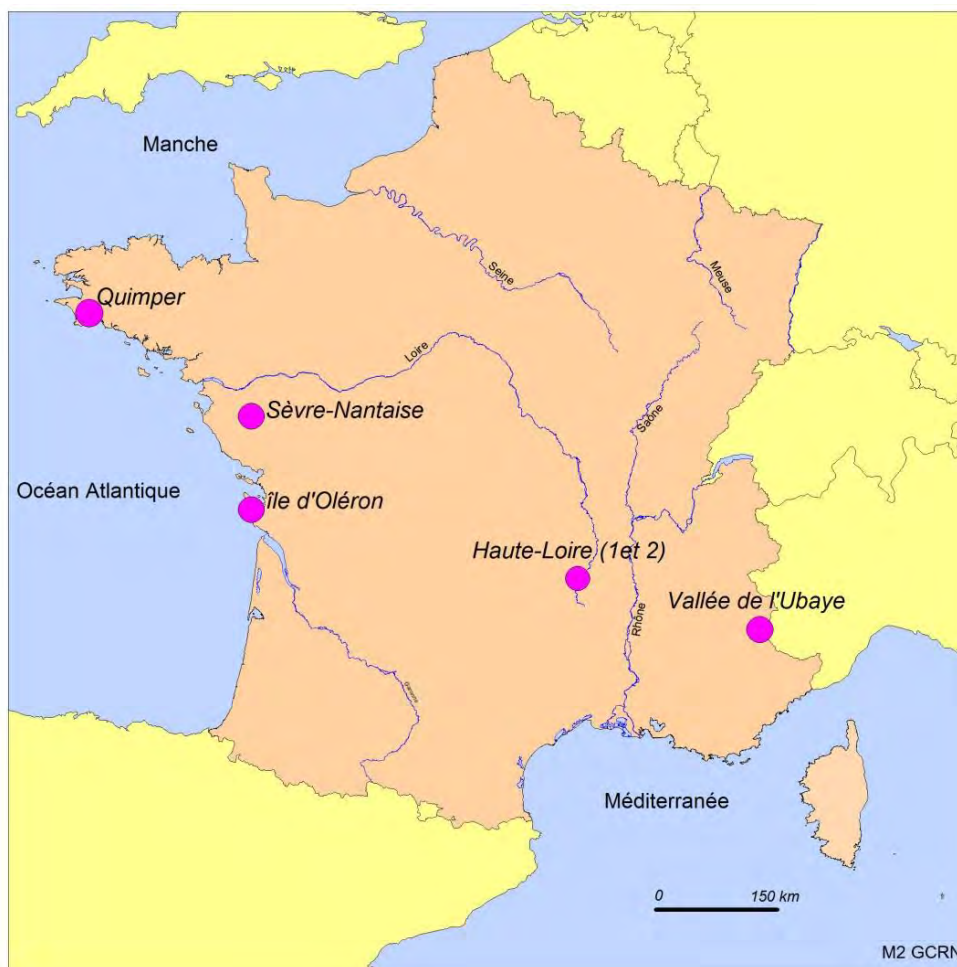 Manche
Seine
Meuse
Quimper
Loire
Sèvre-Nantaise
Saône
Océan Atlantique
île d'Oléron
Haute-Loire (1et 2)
Vallée de l'Ubaye
Rhône
Garonne
Méditerranée
0 150 km
M2 GCRN